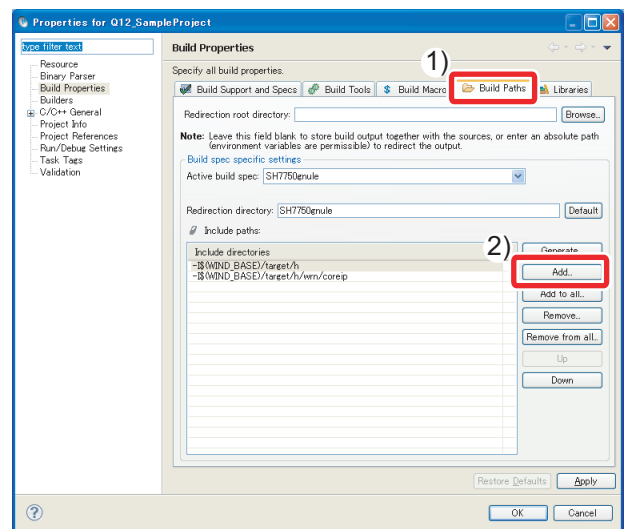 Properties for Q12_SampleProject
type filter text
Resource
Binary Parser
Build Properties
Builders
C/C++ General
Project Info
Project References
Run/Debug Settings
Task Tags
Validation
Build Properties
1)
Specify all build properties.
Build Support and Specs
Build Tools
Build Macro
Build Paths
Libraries
Redirection root directory:
Browse...
Note: Leave this field blank to store build output together with the sources, or enter an absolute path
(environment variables are permissible) to redirect the output.
Build spec specific settings
Active build spec: SH7750gnule
Redirection directory: SH7750gnule
Default
Include paths:
2)
Include directories
Generate
-I$(WIND_BASE)/target/h
-I$(WIND_BASE)/target/h/wrn/coreip
Add...
Add to all...
Remove...
Remove from all...
Up
Down
Restore Defaults
Apply
?
OK
Cancel